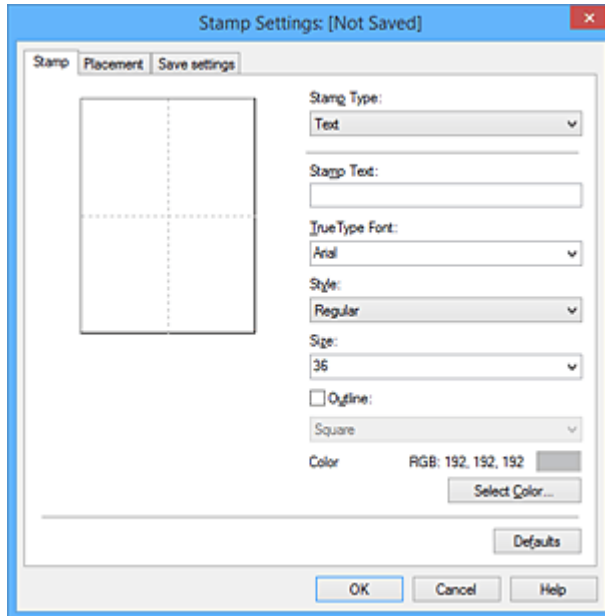 Stamp Settings: [Not Saved]
Stamp Placement Save settings
Stamp Type:
Text
Stamp Text:
TrueType Font:
Arial
Style:
Regular
Size:
36
Outline:
Square
Color RGB: 192, 192, 192
Select Color...
Defaults
OK Cancel Help